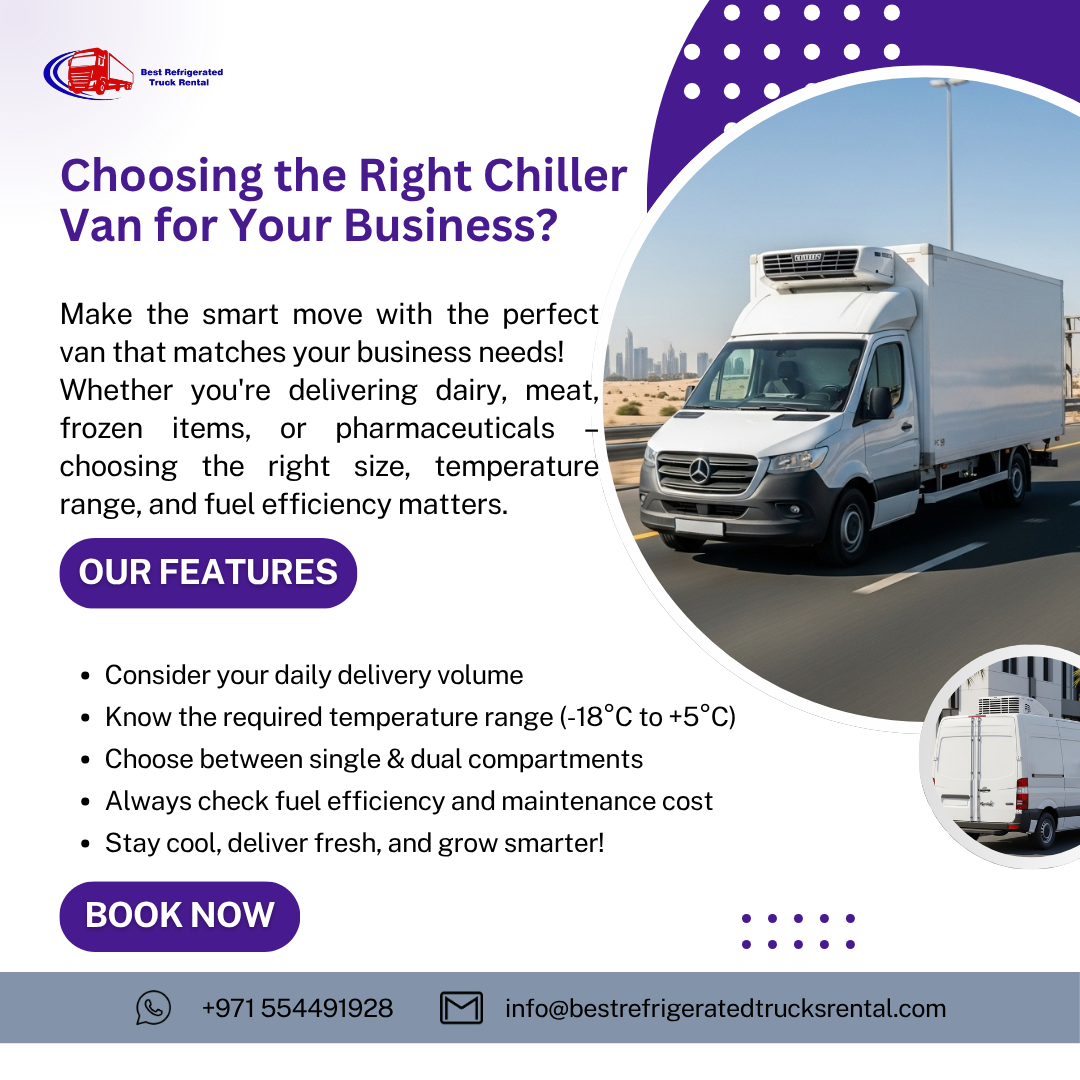 Best Refrigerated
Truck Rental
Choosing the Right Chiller
Van for Your Business?
Make the smart move with the perfect
van that matches your business needs!
Whether you're delivering dairy, meat,
frozen items, or pharmaceuticals –
choosing the right size, temperature
range, and fuel efficiency matters.
OUR FEATURES
• Consider your daily delivery volume
• Know the required temperature range (-18°C to +5°C)
• Choose between single & dual compartments
• Always check fuel efficiency and maintenance cost
• Stay cool, deliver fresh, and grow smarter!
BOOK NOW
+971 554491928
info@bestrefrigeratedtrucksrental.com